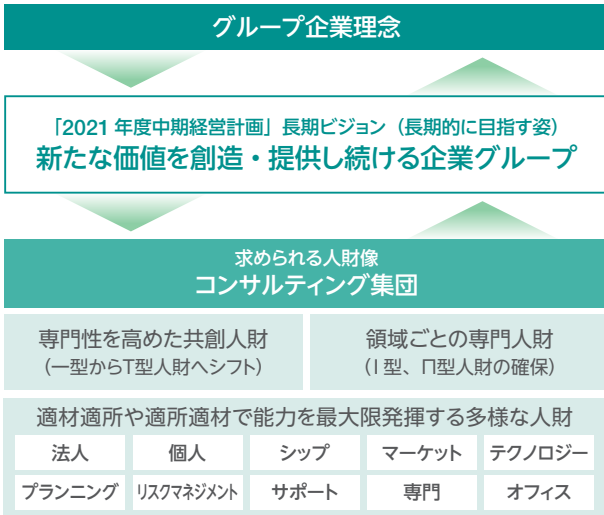 グループ企業理念
「2021年度中期経営計画」長期ビジョン（長期的に目指す姿）
新たな価値を創造・提供し続ける企業グループ
求められる人財像
コンサルティング集団
専門性を高めた共創人財
（一型からT型人財へシフト）
領域ごとの専門人財
（I型、Π型人財の確保）
適材適所や適所適材で能力を最大限発揮する多様な人財
法人 個人 シップ マーケット テクノロジー
プランニング リスクマネジメント サポート 専門 オフィス